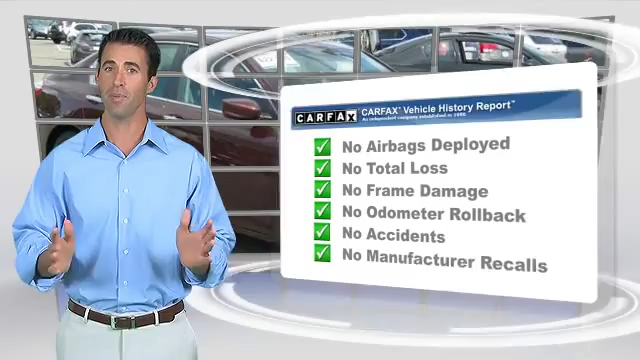 CARFAX CARFAX Vehicle History Report™
An independent company established in 1986
No Airbags Deployed
No Total Loss
No Frame Damage
No Odometer Rollback
No Accidents
No Manufacturer Recalls